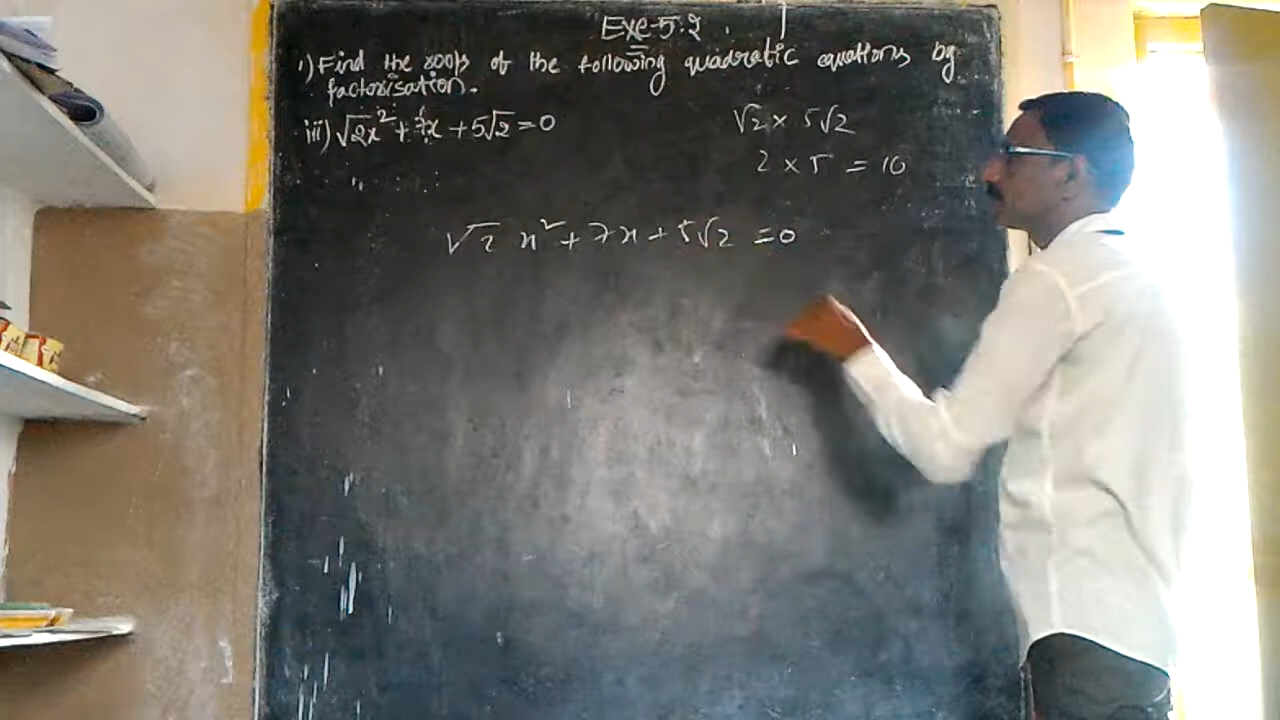 Exe-5.2.
1) Find the roots of the following quadratic equations by
factorisation.
iii) √2x² + 7x + 5√2 = 0
√2 × 5√2
2 × 5 = 10
√2 x² + 7x + 5√2 = 0